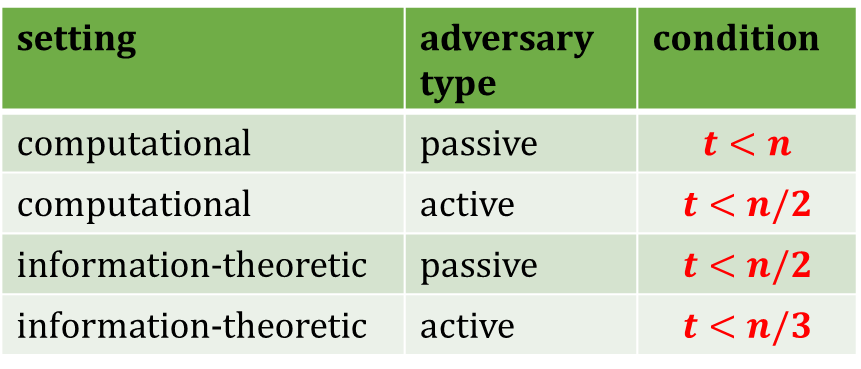 setting adversary type condition
computational passive t < n
computational active t < n/2
information-theoretic passive t < n/2
information-theoretic active t < n/3